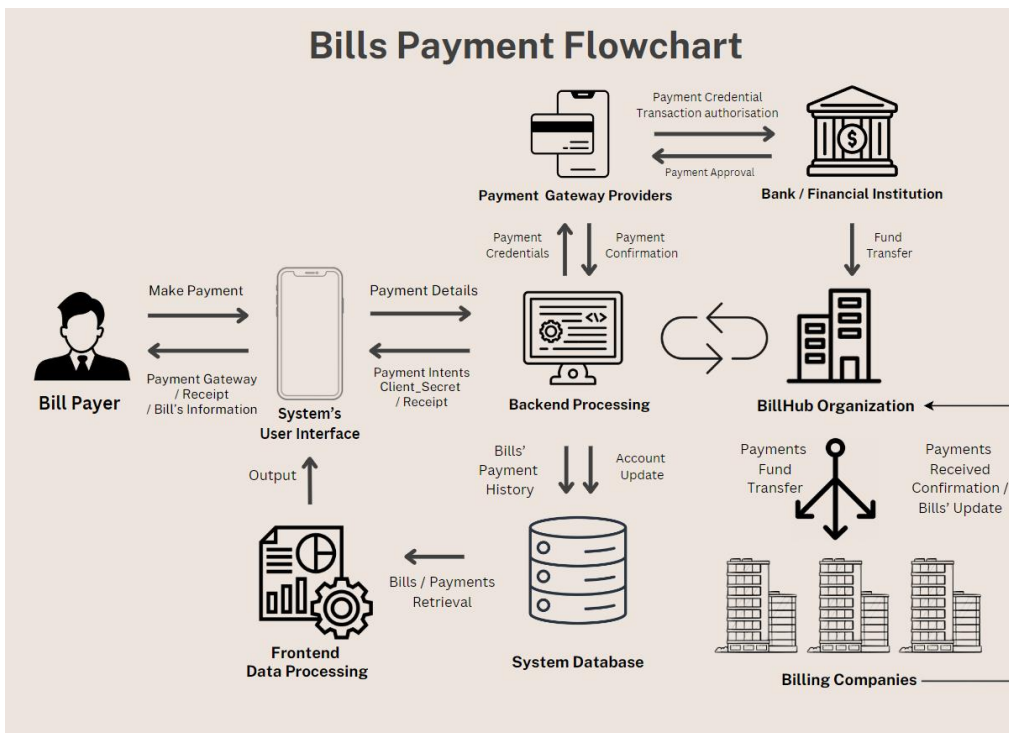 Bills Payment Flowchart
Payment Credential
Transaction authorisation
Payment Approval
Payment Gateway Providers
Bank / Financial Institution
Payment
Credentials
Payment
Confirmation
Fund
Transfer
Make Payment
Payment Details
</>
Payment Gateway
/ Receipt
/ Bill's Information
Payment Intents
Client_Secret
/ Receipt
Bill Payer
System's
User Interface
Backend Processing
BillHub Organization
Output
Bills'
Payment
History
Account
Update
Payments
Fund
Transfer
Payments
Received
Confirmation /
Bills' Update
$
Bills / Payments
Retrieval
Frontend
Data Processing
System Database
Billing Companies